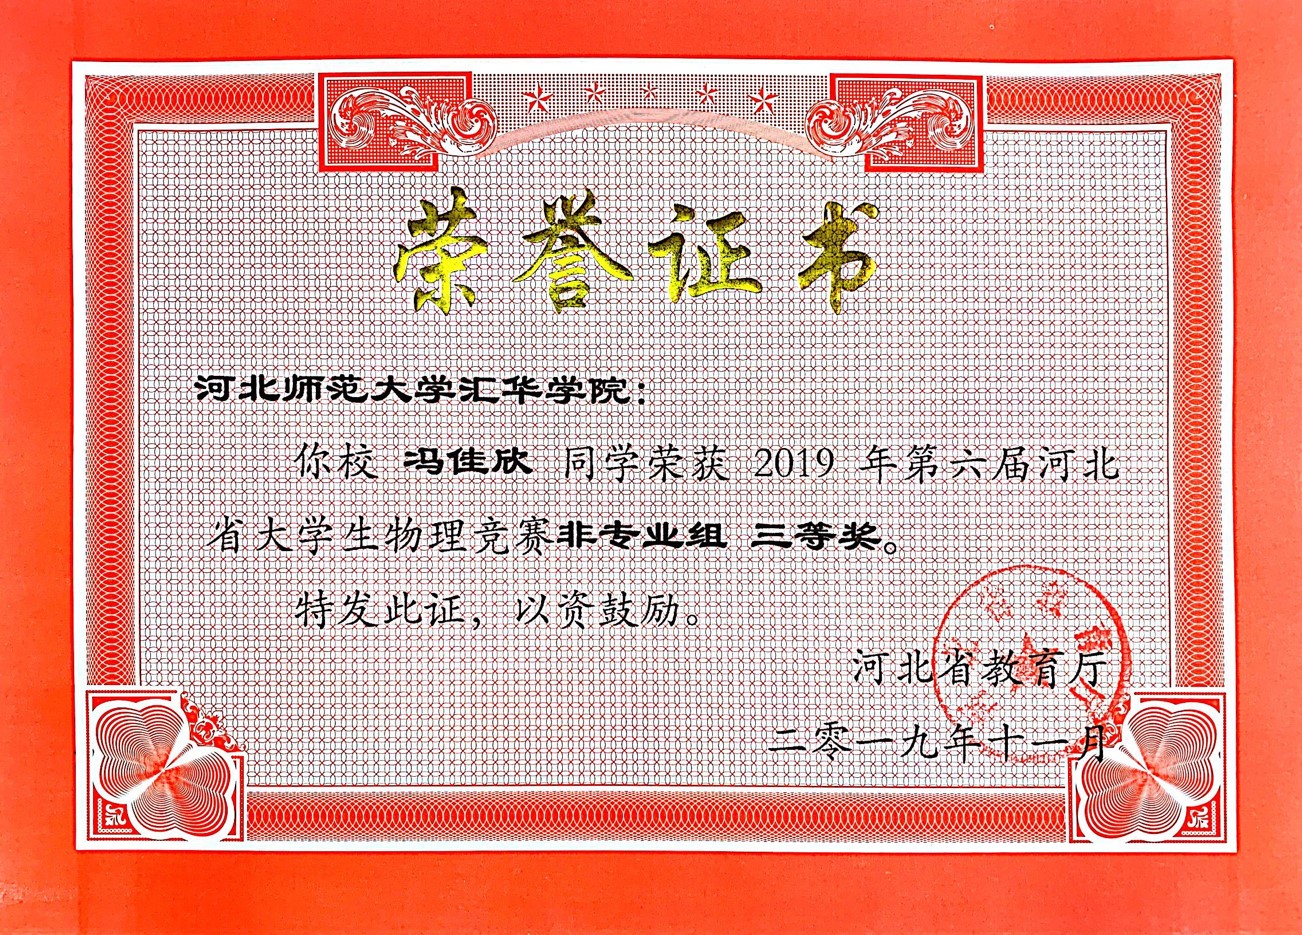 荣誉证书
河北师范大学汇华学院：
你校 冯佳欣 同学荣获 2019 年第六届河北
省大学生物理竞赛非专业组 三等奖。
特发此证，以资鼓励。
河北省教育厅
二零一九年十一月